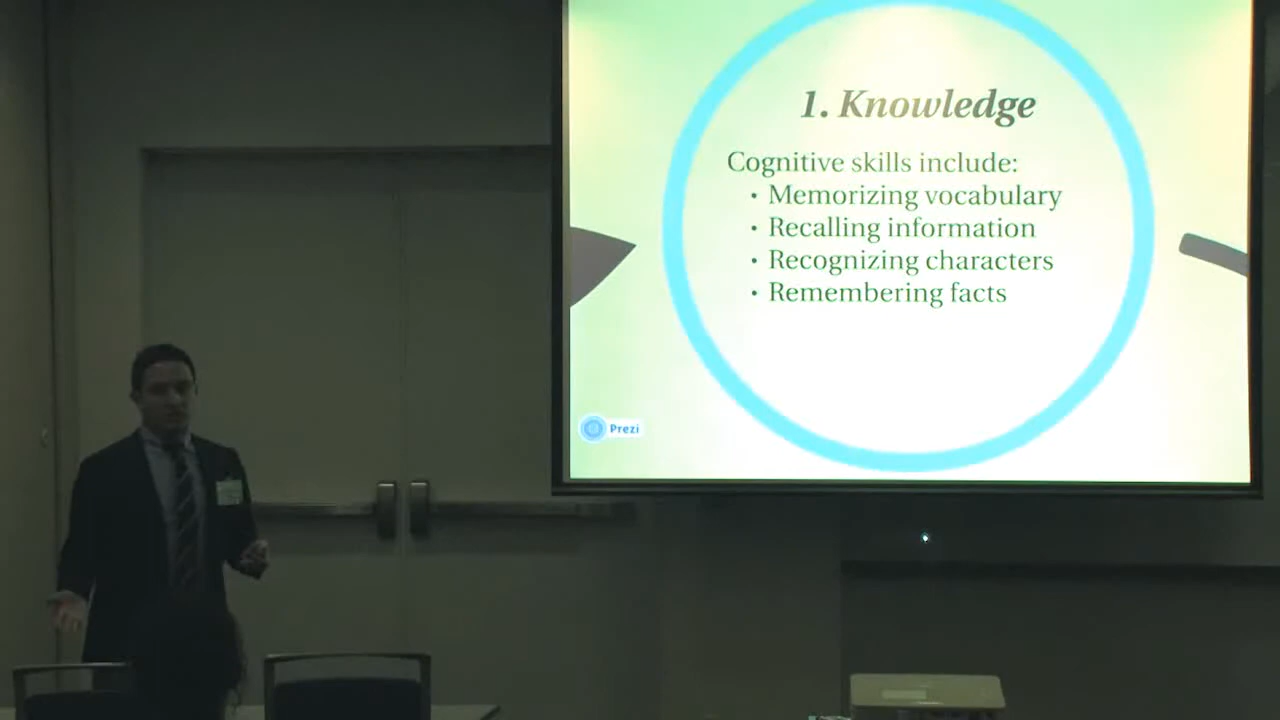 1. Knowledge
Cognitive skills include:
• Memorizing vocabulary
• Recalling information
• Recognizing characters
• Remembering facts
Prezi